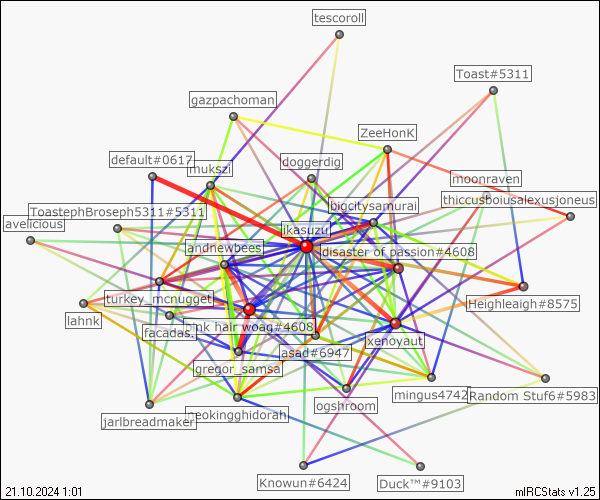 tescoroll
Toast#5311
gazpachoman
ZeeHonK
default#0617
doggerdig
mukszi
moonraven
thiccusboiusalexusjoneus
bigcitysamurai
ToastephBroseph5311#5311
avelicious
ikasuzu
andnewbees
disaster of passion#4608
turkey_mcnugget
Heighleaigh#8575
lahnk
pink hair woag#4608
facadas.
xenoyaut
asad#6947
gregor_samsa
mingus4742
Random Stuf6#5983
ogshroom
neokingghidorah
jarlbreadmaker
Knowun#6424
Duck™#9103
21.10.2024 1:01
mIRCStats v1.25